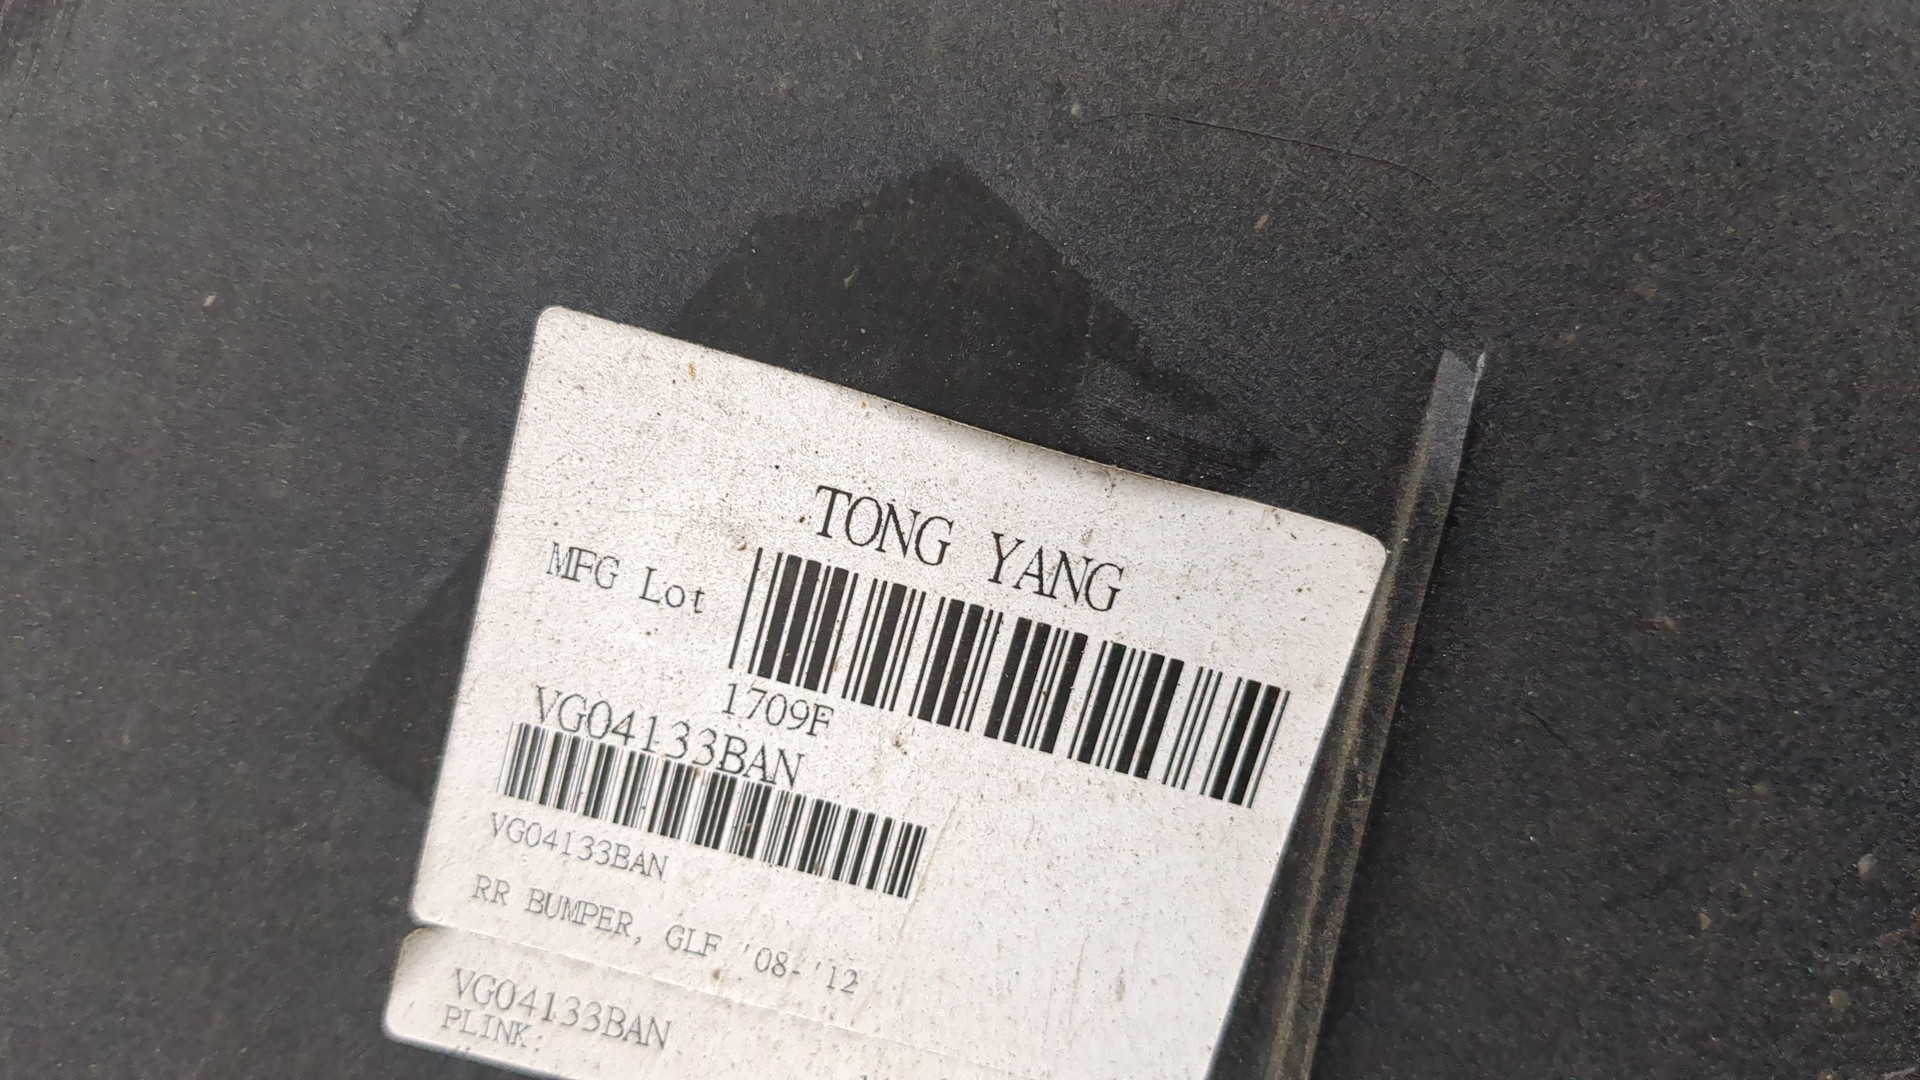 TONG YANG
MFG Lot
1709F
VG04133BAN
VG04133BAN
RR BUMPER, GLF '08-'12
VG04133BAN
PLINK: